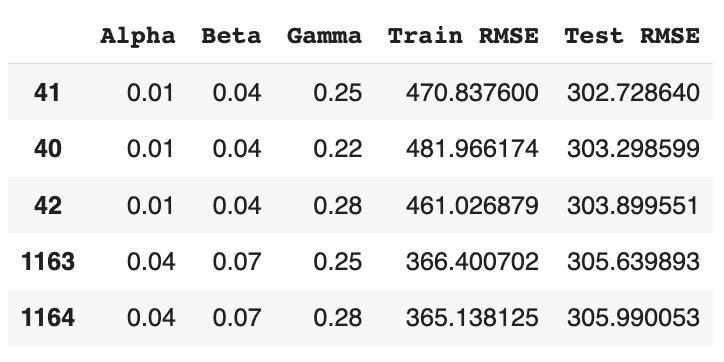 Alpha Beta Gamma Train RMSE Test RMSE
41 0.01 0.04 0.25 470.837600 302.728640
40 0.01 0.04 0.22 481.966174 303.298599
42 0.01 0.04 0.28 461.026879 303.899551
1163 0.04 0.07 0.25 366.400702 305.639893
1164 0.04 0.07 0.28 365.138125 305.990053